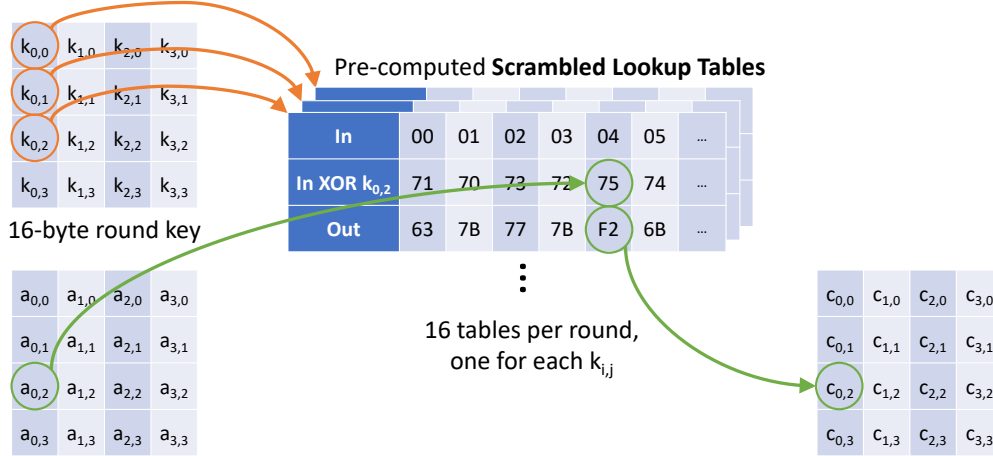 k0,0 k1,0 k2,0 k3,0
k0,1 k1,1 k2,1 k3,1
k0,2 k1,2 k2,2 k3,2
k0,3 k1,3 k2,3 k3,3
16-byte round key
Pre-computed Scrambled Lookup Tables
In 00 01 02 03 04 05 ...
In XOR k0,2 71 70 73 72 75 74 ...
Out 63 7B 77 7B F2 6B ...
⋮
16 tables per round,
one for each ki,j
a0,0 a1,0 a2,0 a3,0
a0,1 a1,1 a2,1 a3,1
a0,2 a1,2 a2,2 a3,2
a0,3 a1,3 a2,3 a3,3
c0,0 c1,0 c2,0 c3,0
c0,1 c1,1 c2,1 c3,1
c0,2 c1,2 c2,2 c3,2
c0,3 c1,3 c2,3 c3,3